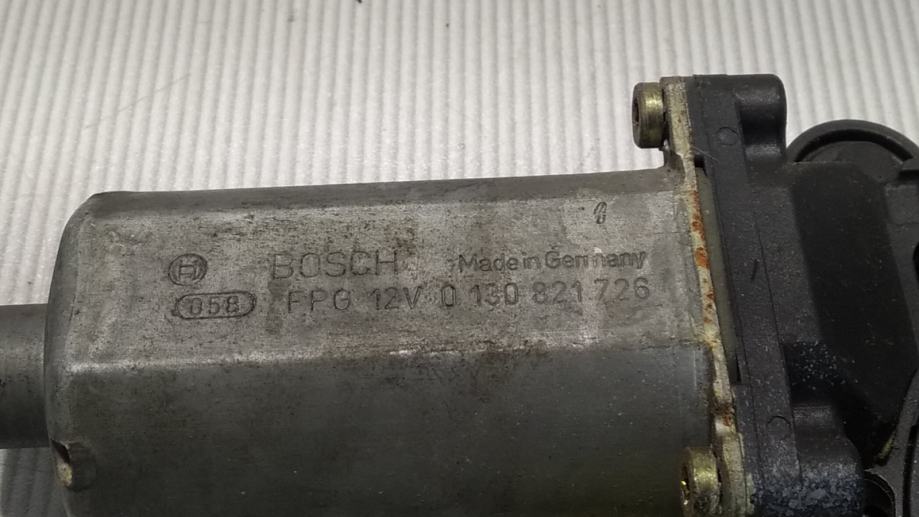 BOSCH Made in Germany
058 FPG 12V 0 130 821 726